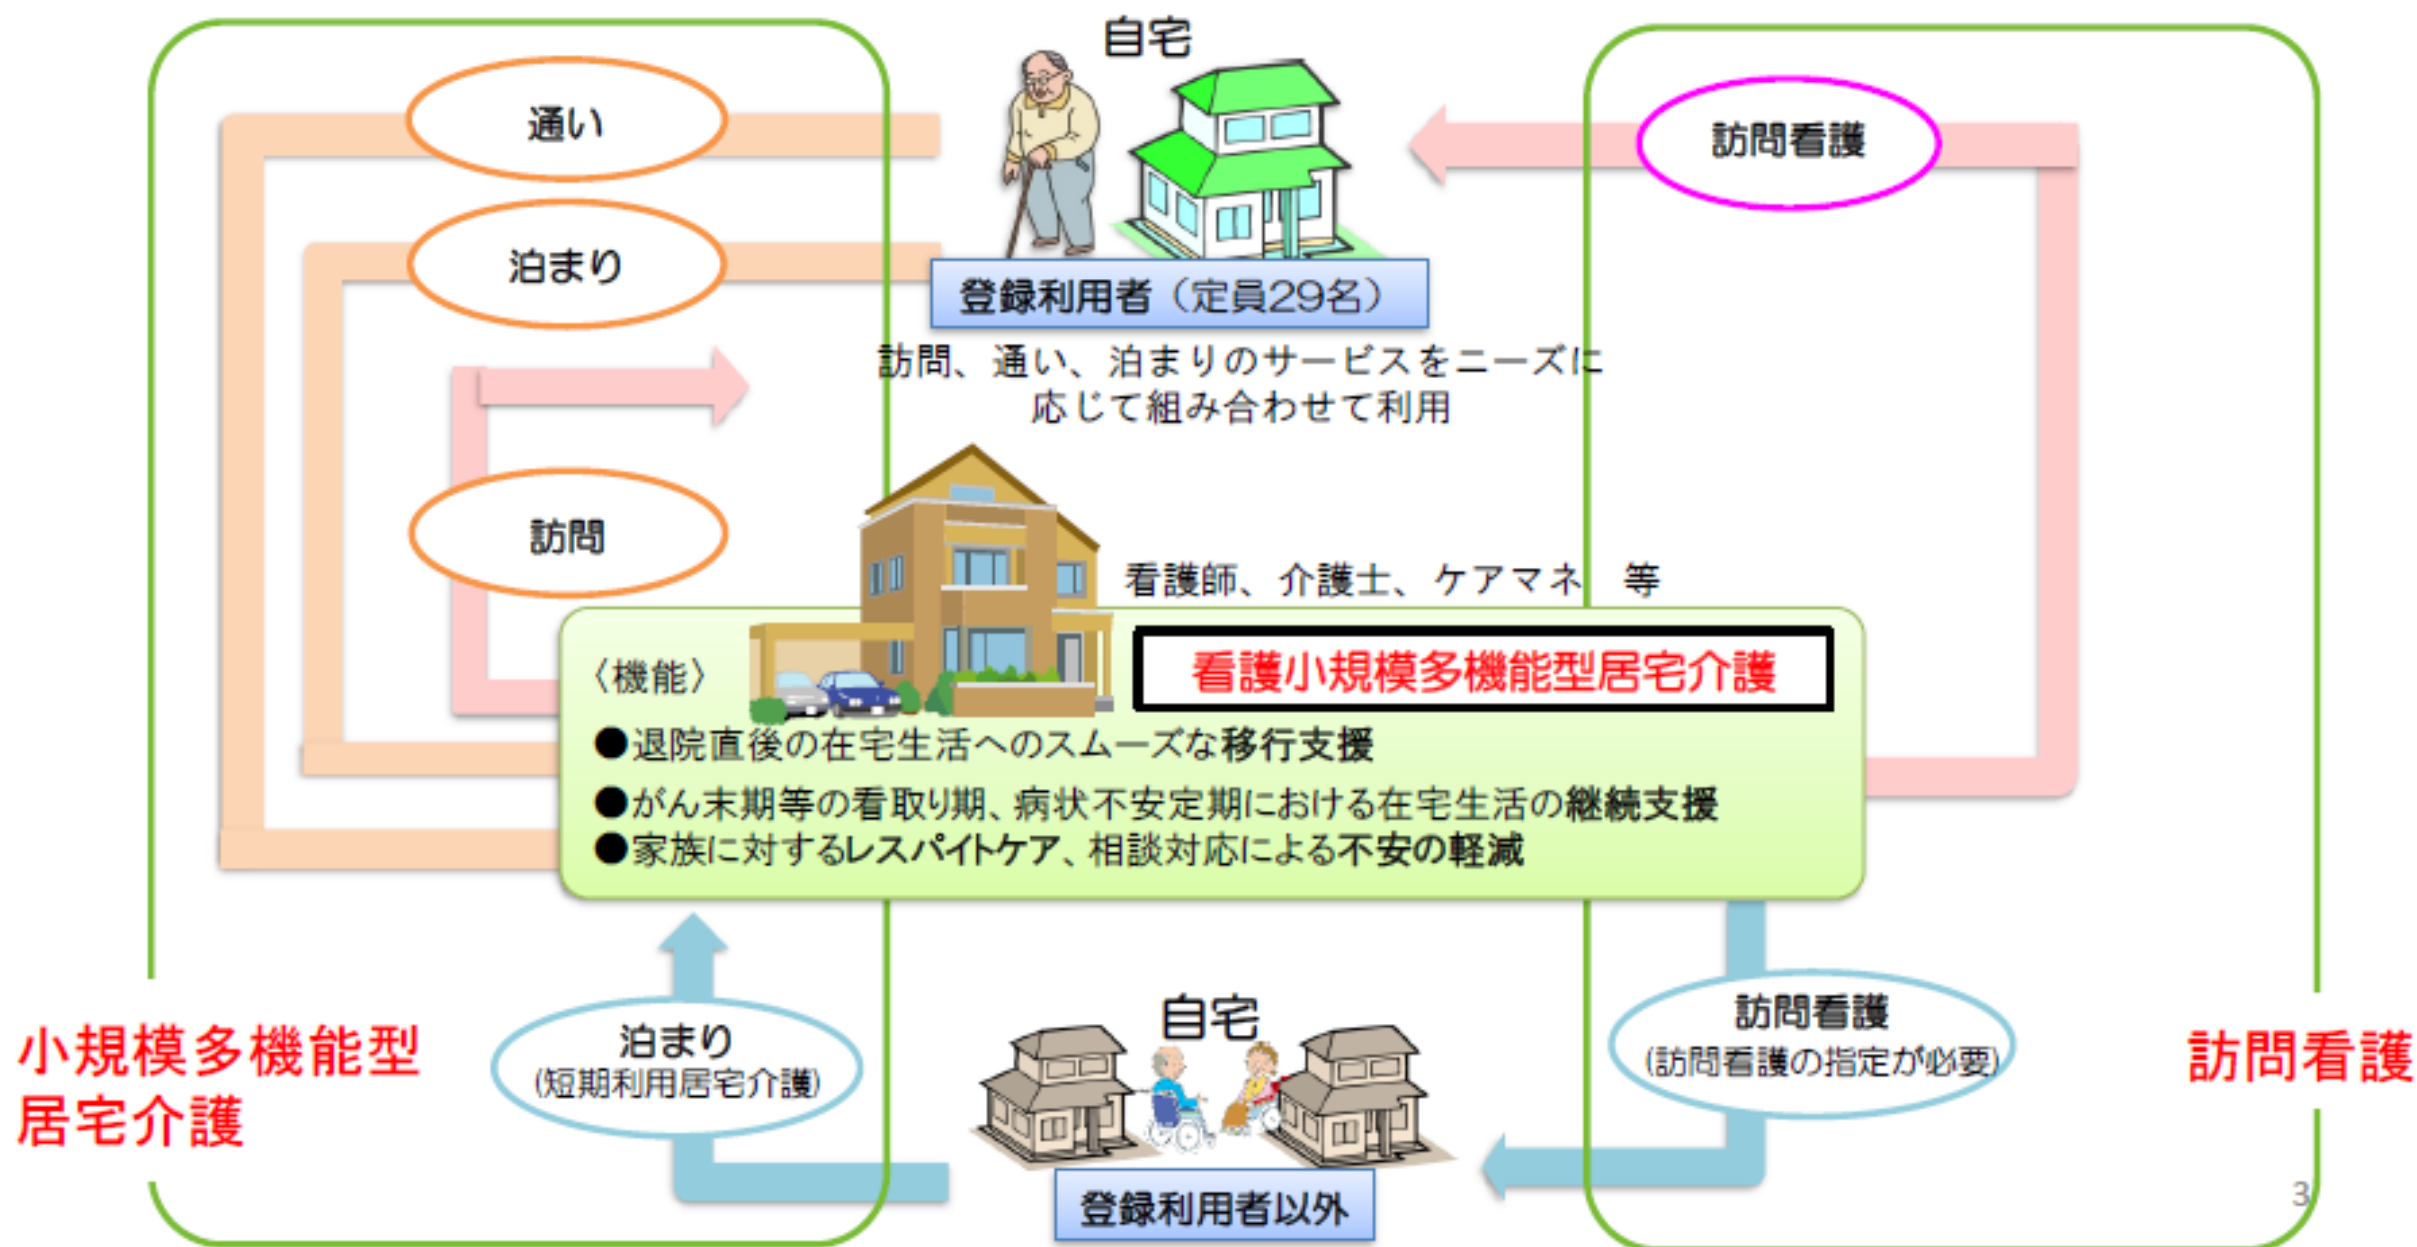 自宅
通い
訪問看護
泊まり
登録利用者（定員29名）
訪問、通い、泊まりのサービスをニーズに
応じて組み合わせて利用
訪問
看護師、介護士、ケアマネ　等
〈機能〉
看護小規模多機能型居宅介護
●退院直後の在宅生活へのスムーズな移行支援
●がん末期等の看取り期、病状不安定期における在宅生活の継続支援
●家族に対するレスパイトケア、相談対応による不安の軽減
小規模多機能型
居宅介護
泊まり
(短期利用居宅介護)
自宅
登録利用者以外
訪問看護
(訪問看護の指定が必要)
訪問看護
3